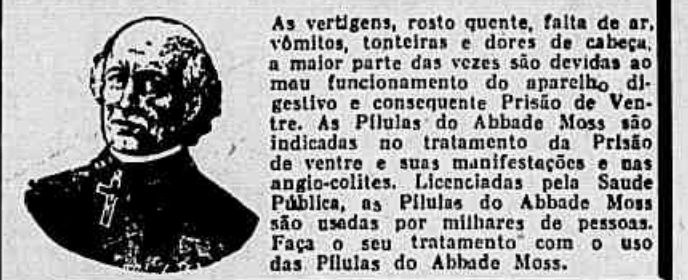 As vertigens, rosto quente, falta de ar,
vômitos, tonteiras e dores de cabeça,
a maior parte das vezes são devidas ao
mau funcionamento do aparelho di-
gestivo e consequente Prisão de Ven-
tre. As Pilulas do Abbade Moss são
indicadas no tratamento da Prisão
de ventre e suas manifestações e nas
angio-colites. Licenciadas pela Saude
Pública, as Pilulas do Abbade Moss
são usadas por milhares de pessoas.
Faça o seu tratamento com o uso
das Pilulas do Abbade Moss.